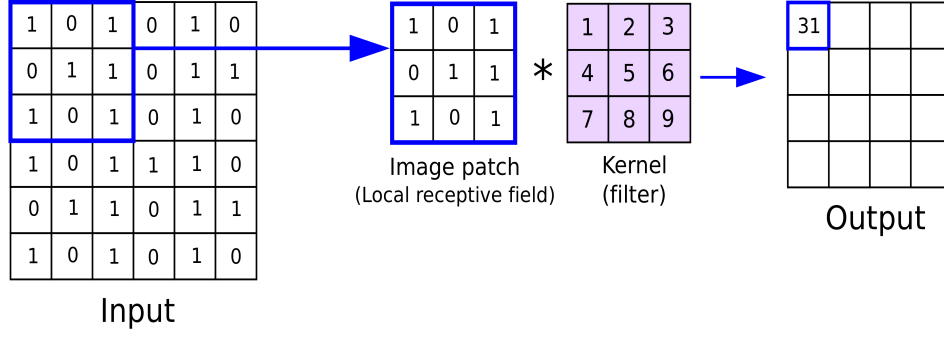 1 0 1 0 1 0
0 1 1 0 1 1
1 0 1 0 1 0
1 0 1 1 1 0
0 1 1 0 1 1
1 0 1 0 1 0
Input
1 0 1
0 1 1
1 0 1
Image patch
(Local receptive field)
*
1 2 3
4 5 6
7 8 9
Kernel
(filter)
31
Output